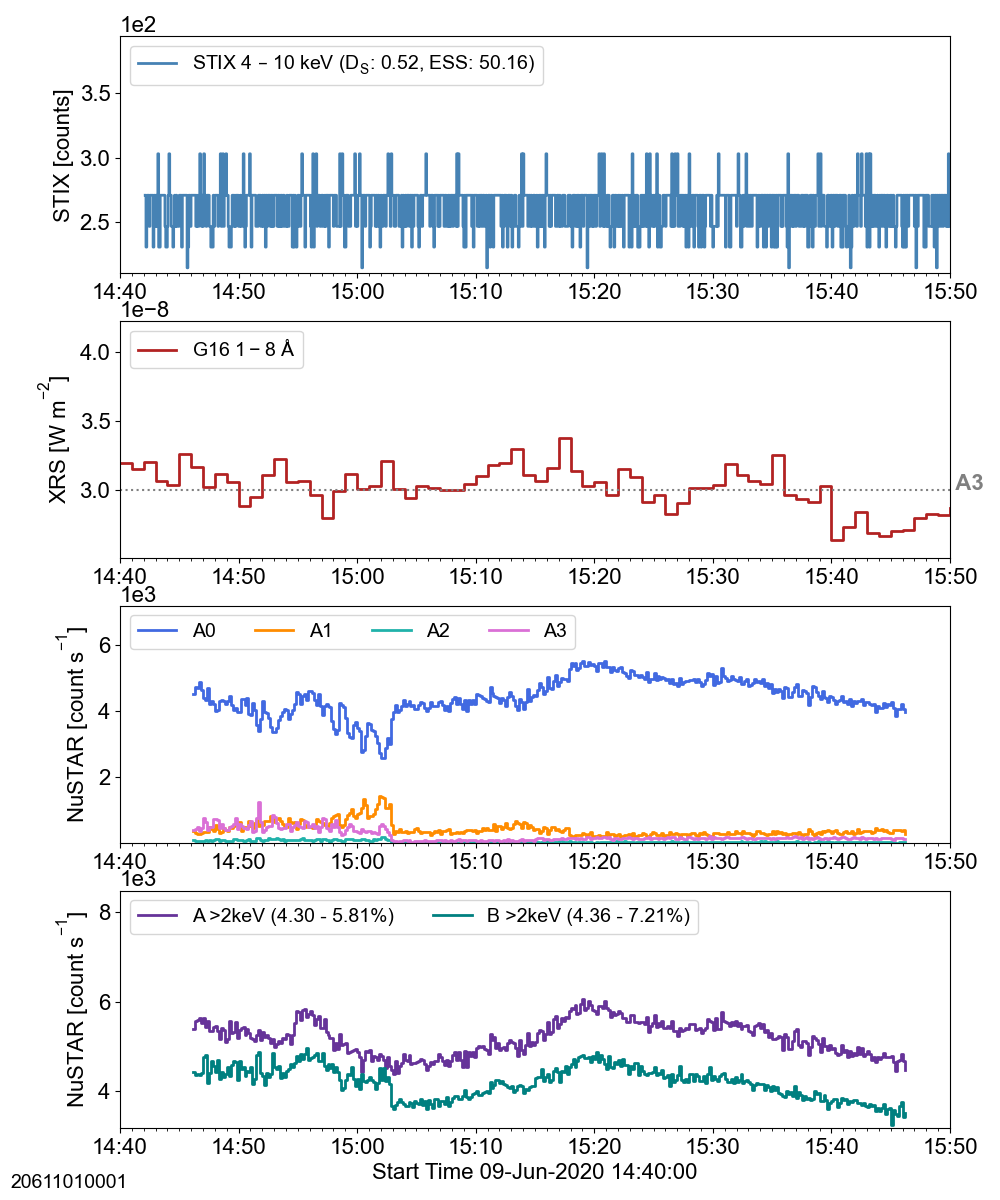 1e2
STIX 4 – 10 keV (D_S: 0.52, ESS: 50.16)
STIX [counts]
3.5
3.0
2.5
14:40 14:50 15:00 15:10 15:20 15:30 15:40 15:50
1e−8
G16 1 – 8 Å
XRS [W m⁻²]
4.0
3.5
3.0
A3
14:40 14:50 15:00 15:10 15:20 15:30 15:40 15:50
1e3
A0 A1 A2 A3
NuSTAR [count s⁻¹]
6
4
2
14:40 14:50 15:00 15:10 15:20 15:30 15:40 15:50
1e3
A >2keV (4.30 - 5.81%) B >2keV (4.36 - 7.21%)
NuSTAR [count s⁻¹]
8
6
4
14:40 14:50 15:00 15:10 15:20 15:30 15:40 15:50
Start Time 09-Jun-2020 14:40:00
20611010001